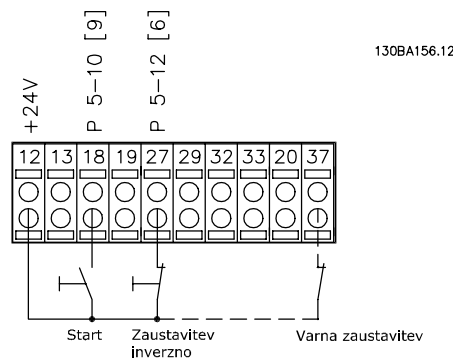 130BA156.12
+24V
P 5-10 [9]
P 5-12 [6]
12 13 18 19 27 29 32 33 20 37
Start
Zaustavitev
inverzno
Varna zaustavitev